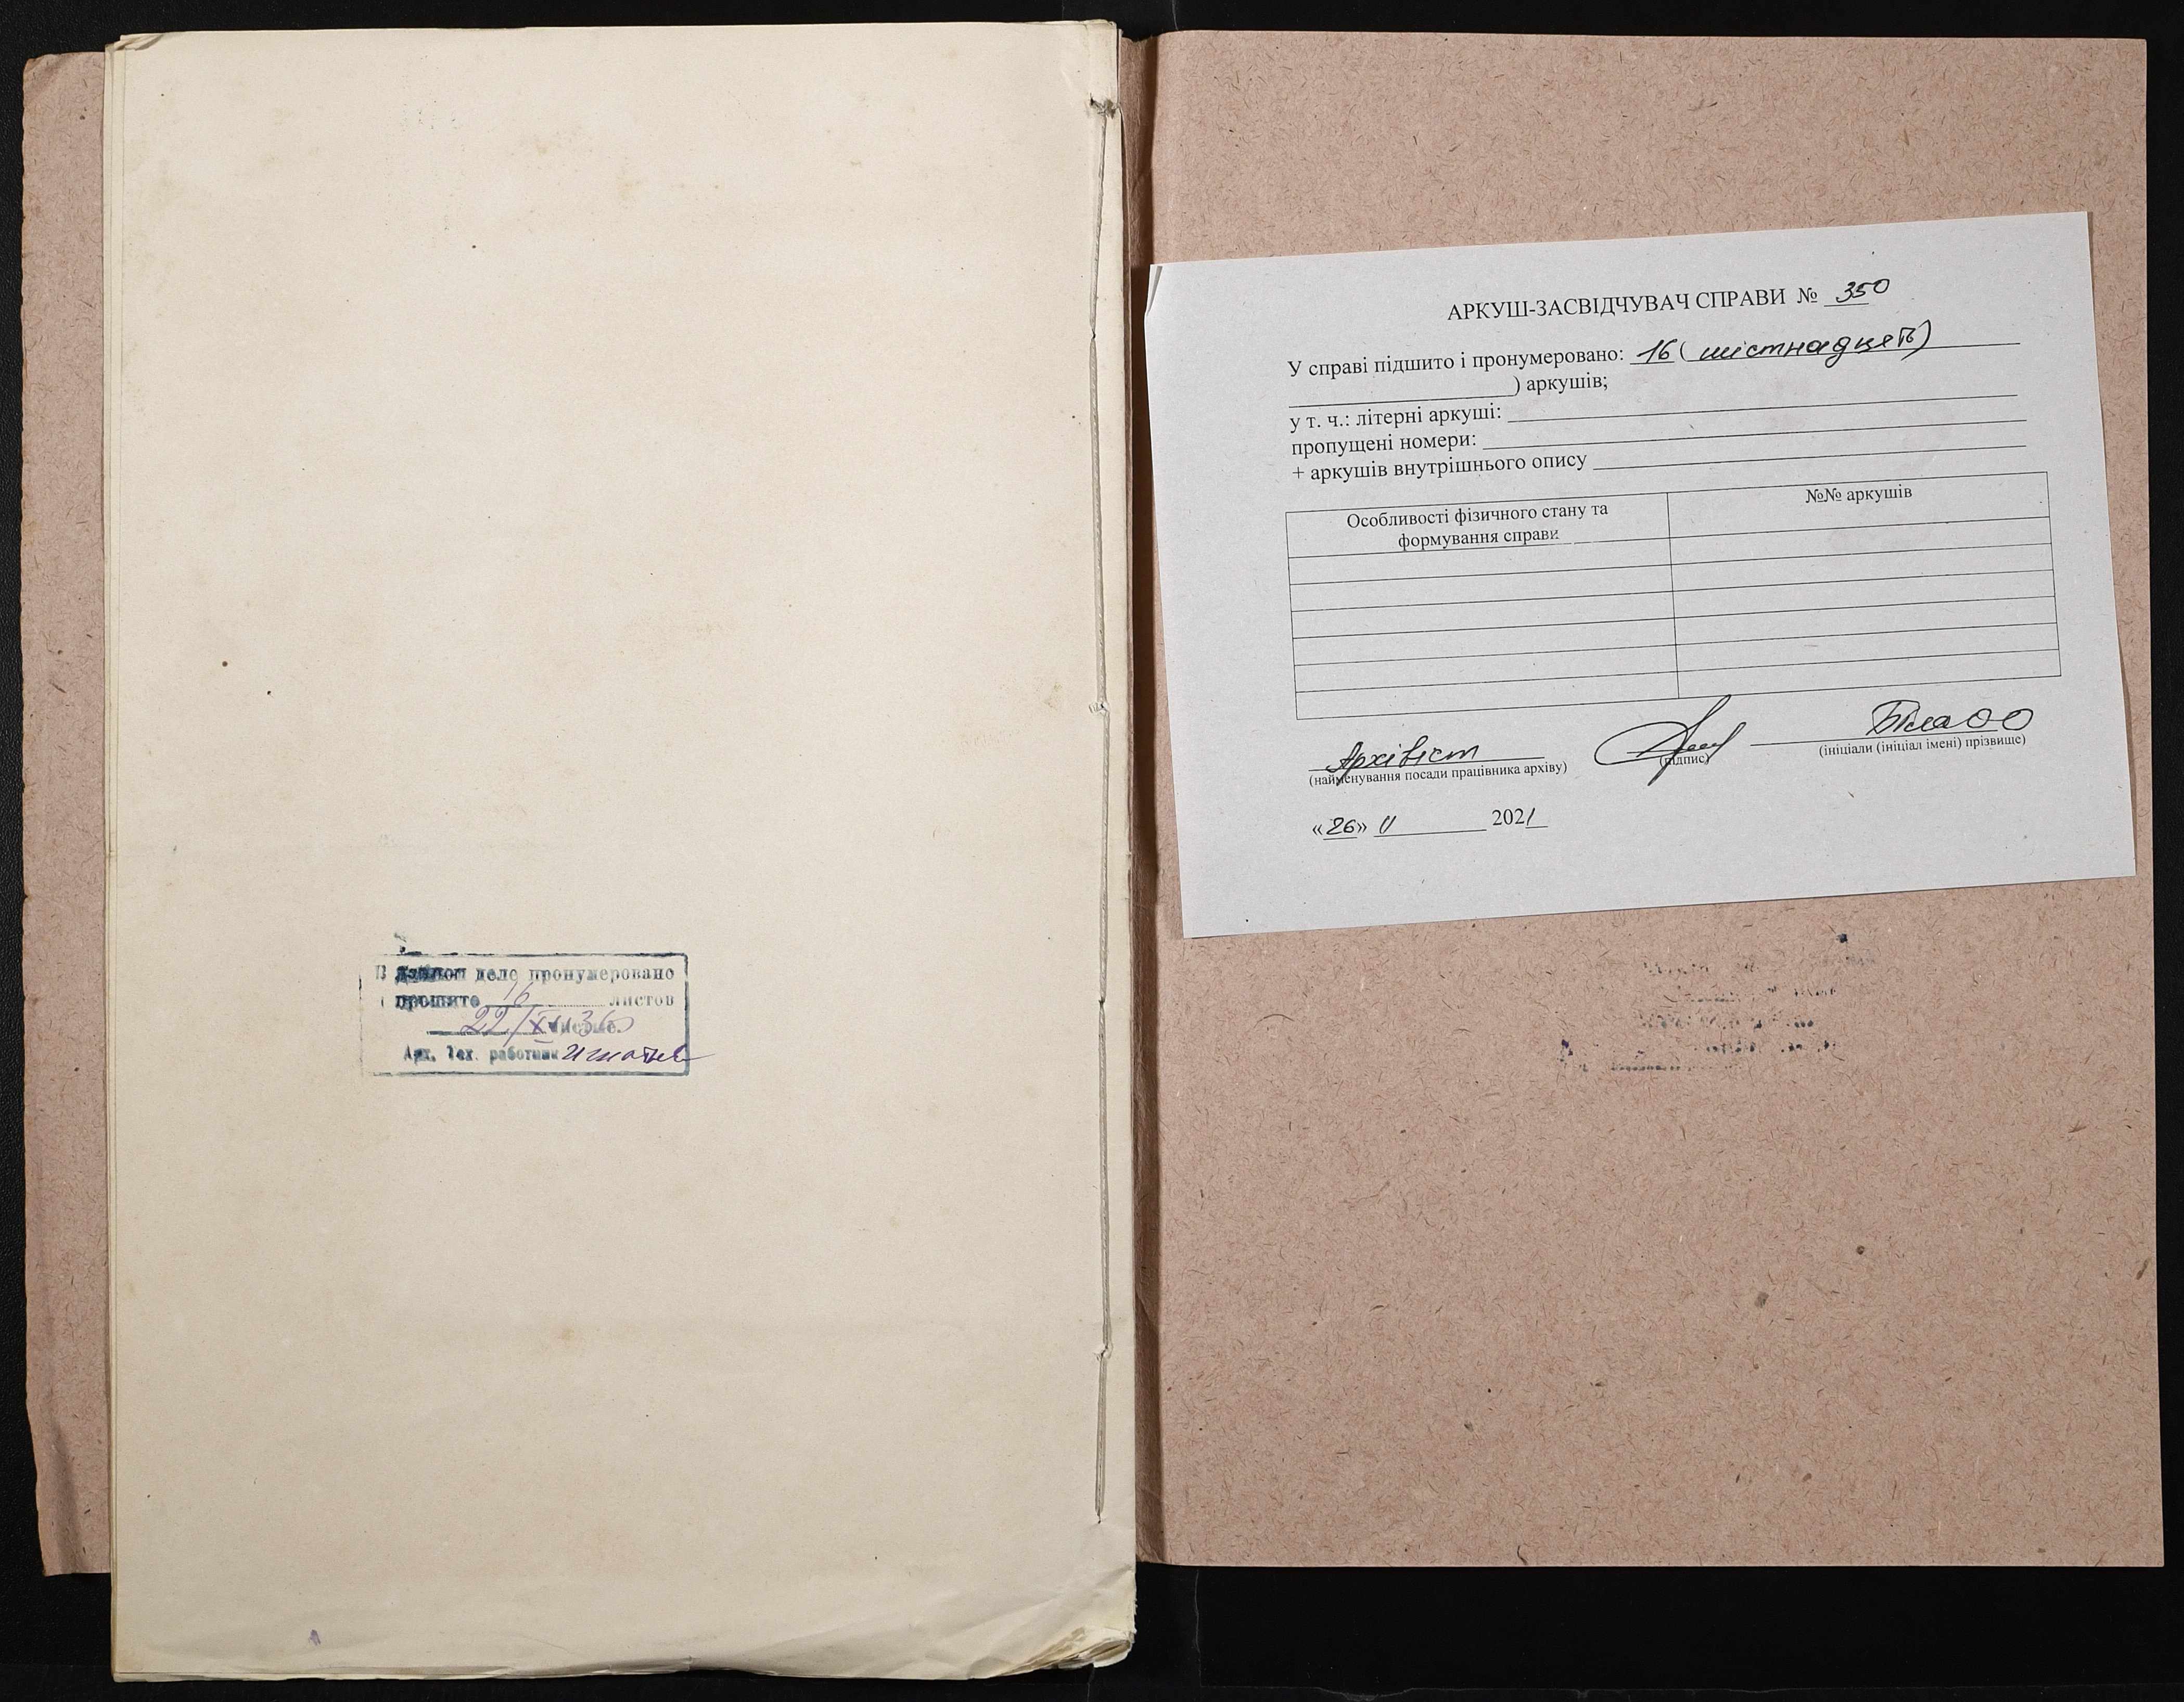 В данном деле пронумеровано
прошито 16 листов
22/X 36
Арх. Тех. работник
АРКУШ-ЗАСВІДЧУВАЧ СПРАВИ № 350
У справі підшито і пронумеровано: 16 ( шістнадцять)
) аркушів;
у т. ч.: літерні аркуші:
пропущені номери:
+ аркушів внутрішнього опису
Особливості фізичного стану та
формування справи
№№ аркушів
Архівіст
(найменування посади працівника архіву)
(підпис)
Біла О О
(ініціали (ініціал імені) прізвище)
«26» 11 2021